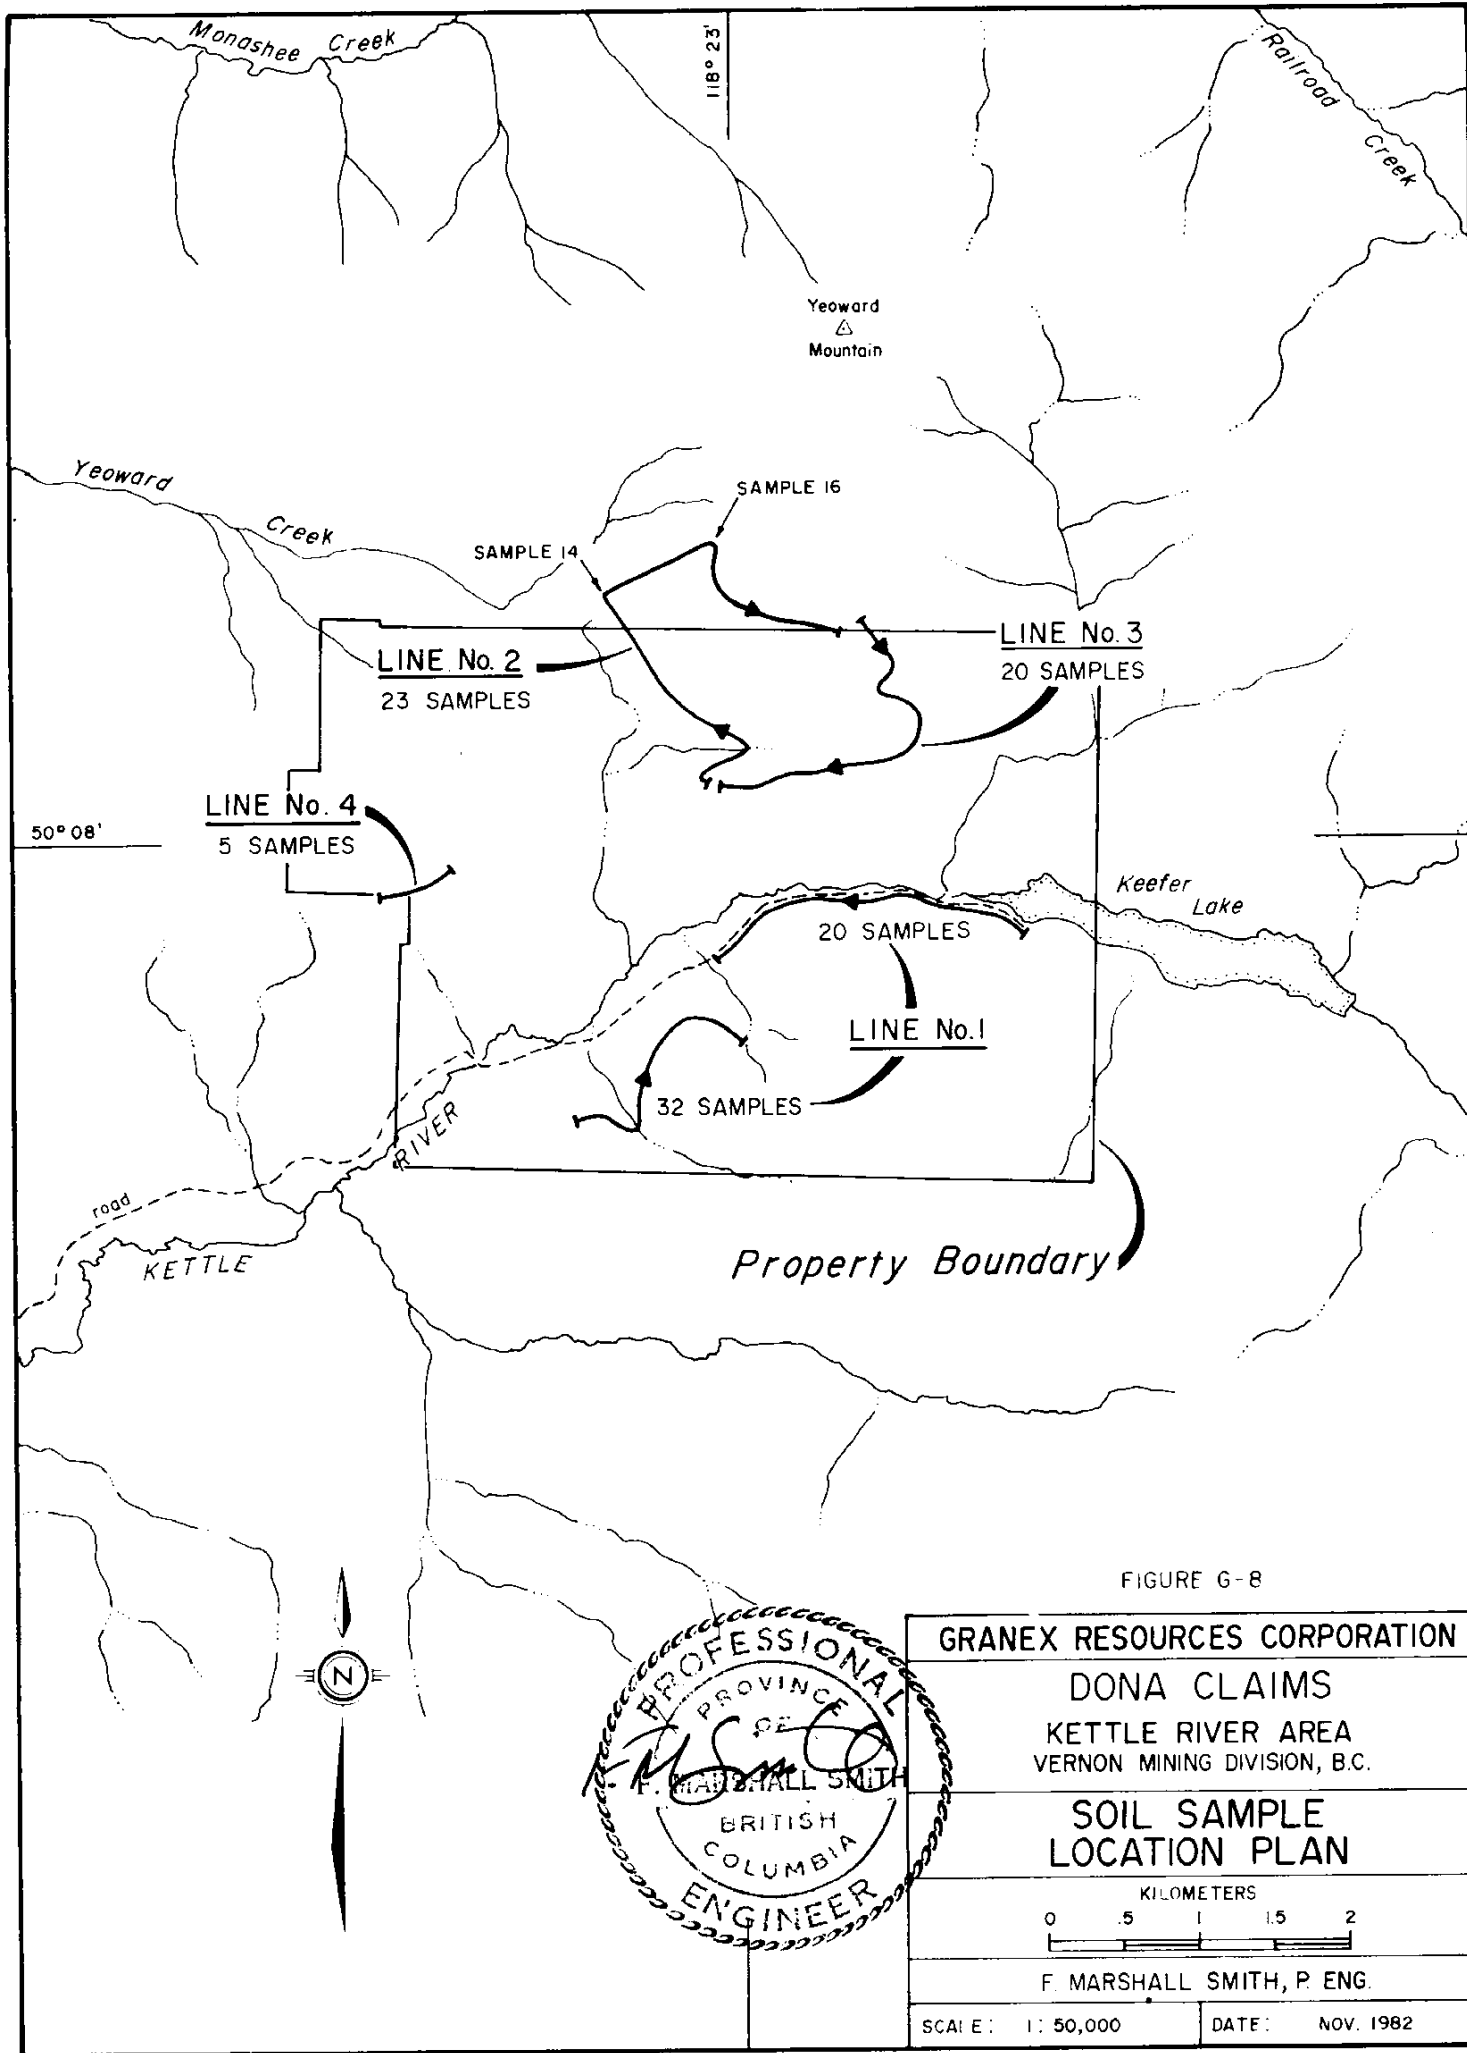 Monashee Creek
118° 23'
Railroad Creek
Yeoward
Mountain
Yeoward Creek
SAMPLE 16
SAMPLE 14
LINE No. 3
20 SAMPLES
LINE No. 2
23 SAMPLES
LINE No. 4
5 SAMPLES
50° 08'
Keefer
Lake
20 SAMPLES
LINE No. 1
32 SAMPLES
RIVER
road
KETTLE
Property Boundary
FIGURE G-8
N
PROFESSIONAL
PROVINCE
OF
F. MARSHALL SMITH
BRITISH
COLUMBIA
ENGINEER
GRANEX RESOURCES CORPORATION
DONA CLAIMS
KETTLE RIVER AREA
VERNON MINING DIVISION, B.C.
SOIL SAMPLE
LOCATION PLAN
KILOMETERS
0 .5 1 1.5 2
F. MARSHALL SMITH, P. ENG.
SCALE: 1: 50,000 DATE: NOV. 1982